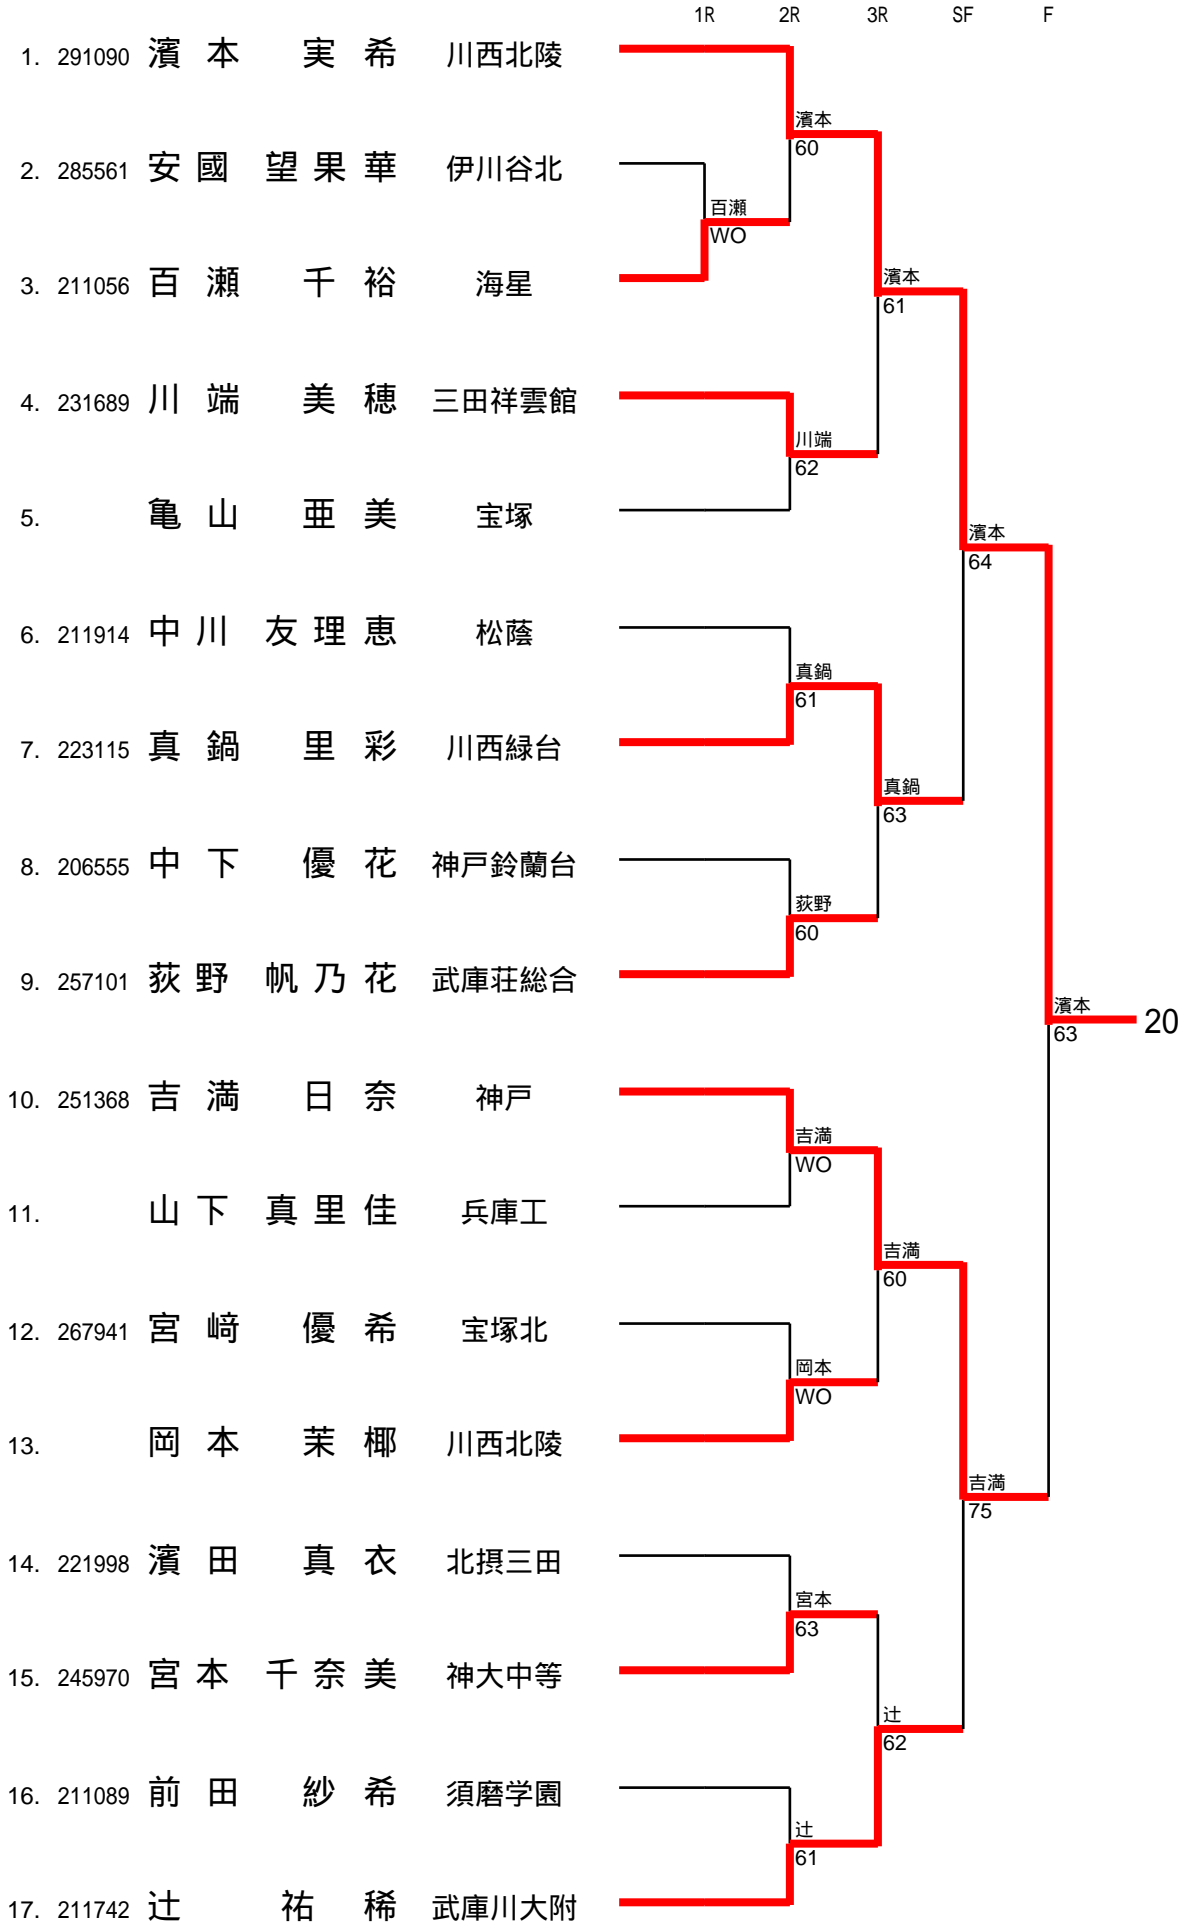 1R 2R 3R SF F
1. 291090 濱本 実希 川西北陵
濱本
60
2. 285561 安國 望果華 伊川谷北
百瀬
WO
3. 211056 百瀬 千裕 海星
濱本
61
4. 231689 川端 美穂 三田祥雲館
川端
62
5. 亀山 亜美 宝塚
濱本
64
6. 211914 中川 友理恵 松蔭
真鍋
61
7. 223115 真鍋 里彩 川西緑台
真鍋
63
8. 206555 中下 優花 神戸鈴蘭台
荻野
60
9. 257101 荻野 帆乃花 武庫荘総合
濱本
63
20
10. 251368 吉満 日奈 神戸
吉満
WO
11. 山下 真里佳 兵庫工
吉満
60
12. 267941 宮﨑 優希 宝塚北
岡本
WO
13. 岡本 茉椰 川西北陵
吉満
75
14. 221998 濱田 真衣 北摂三田
宮本
63
15. 245970 宮本 千奈美 神大中等
辻
62
16. 211089 前田 紗希 須磨学園
辻
61
17. 211742 辻 祐稀 武庫川大附